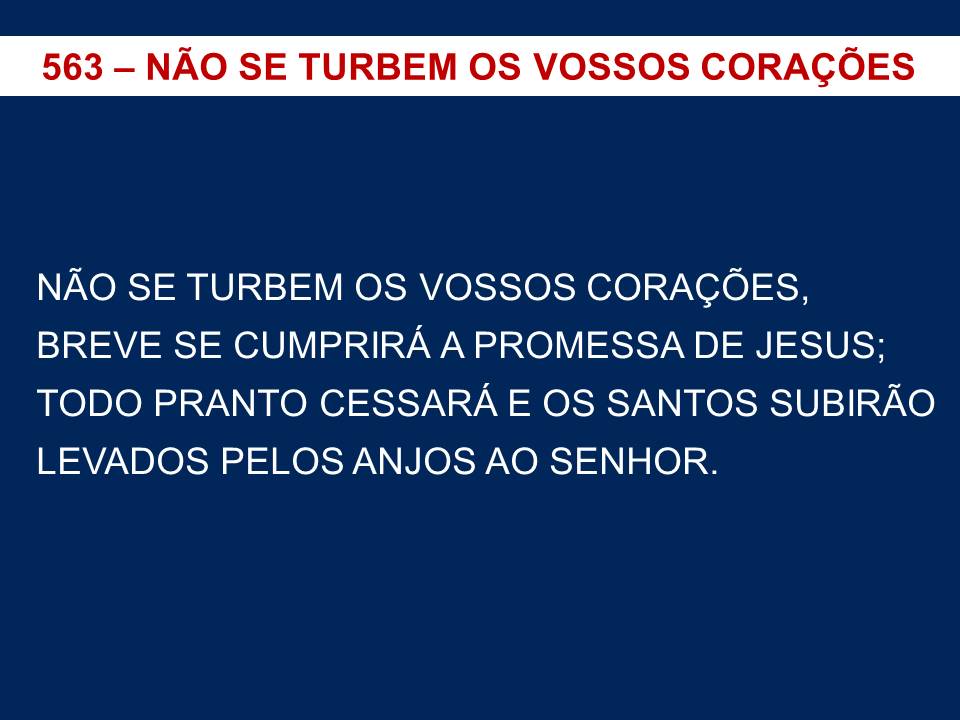 563 – NÃO SE TURBEM OS VOSSOS CORAÇÕES
NÃO SE TURBEM OS VOSSOS CORAÇÕES,
BREVE SE CUMPRIRÁ A PROMESSA DE JESUS;
TODO PRANTO CESSARÁ E OS SANTOS SUBIRÃO
LEVADOS PELOS ANJOS AO SENHOR.